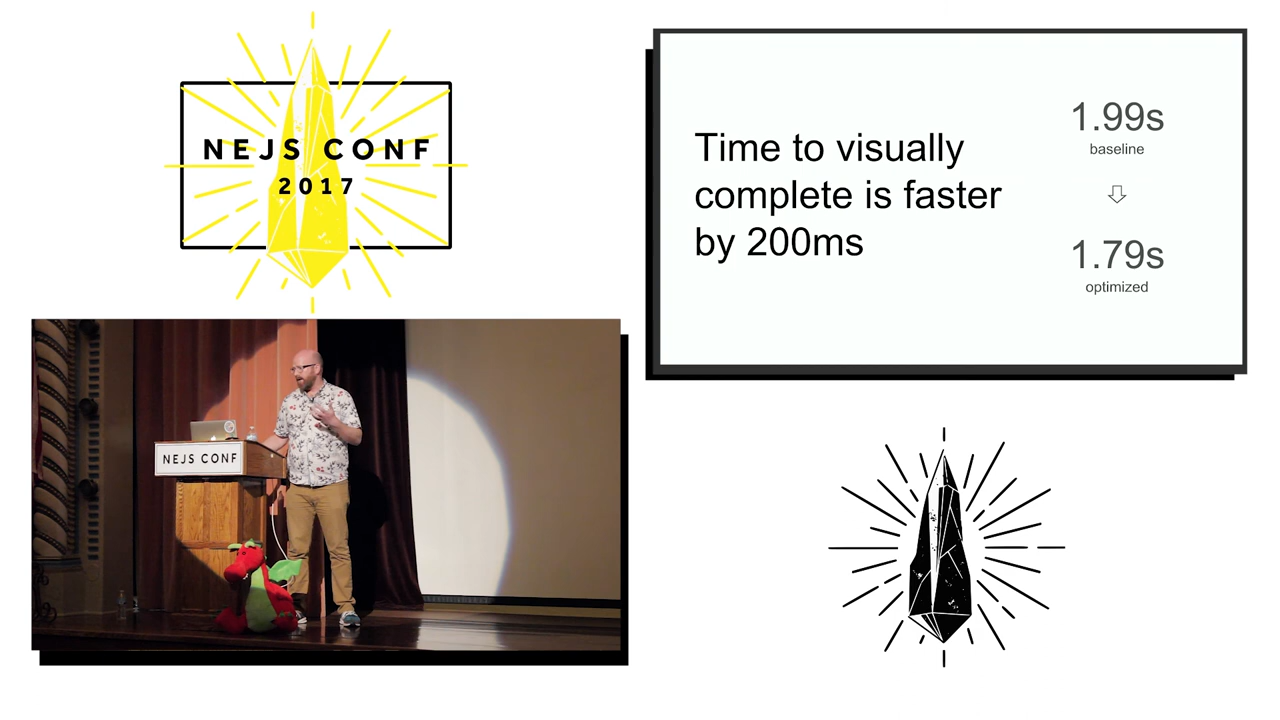 NEJS CONF
2017
Time to visually
complete is faster
by 200ms
1.99s
baseline
1.79s
optimized
NEJS CONF